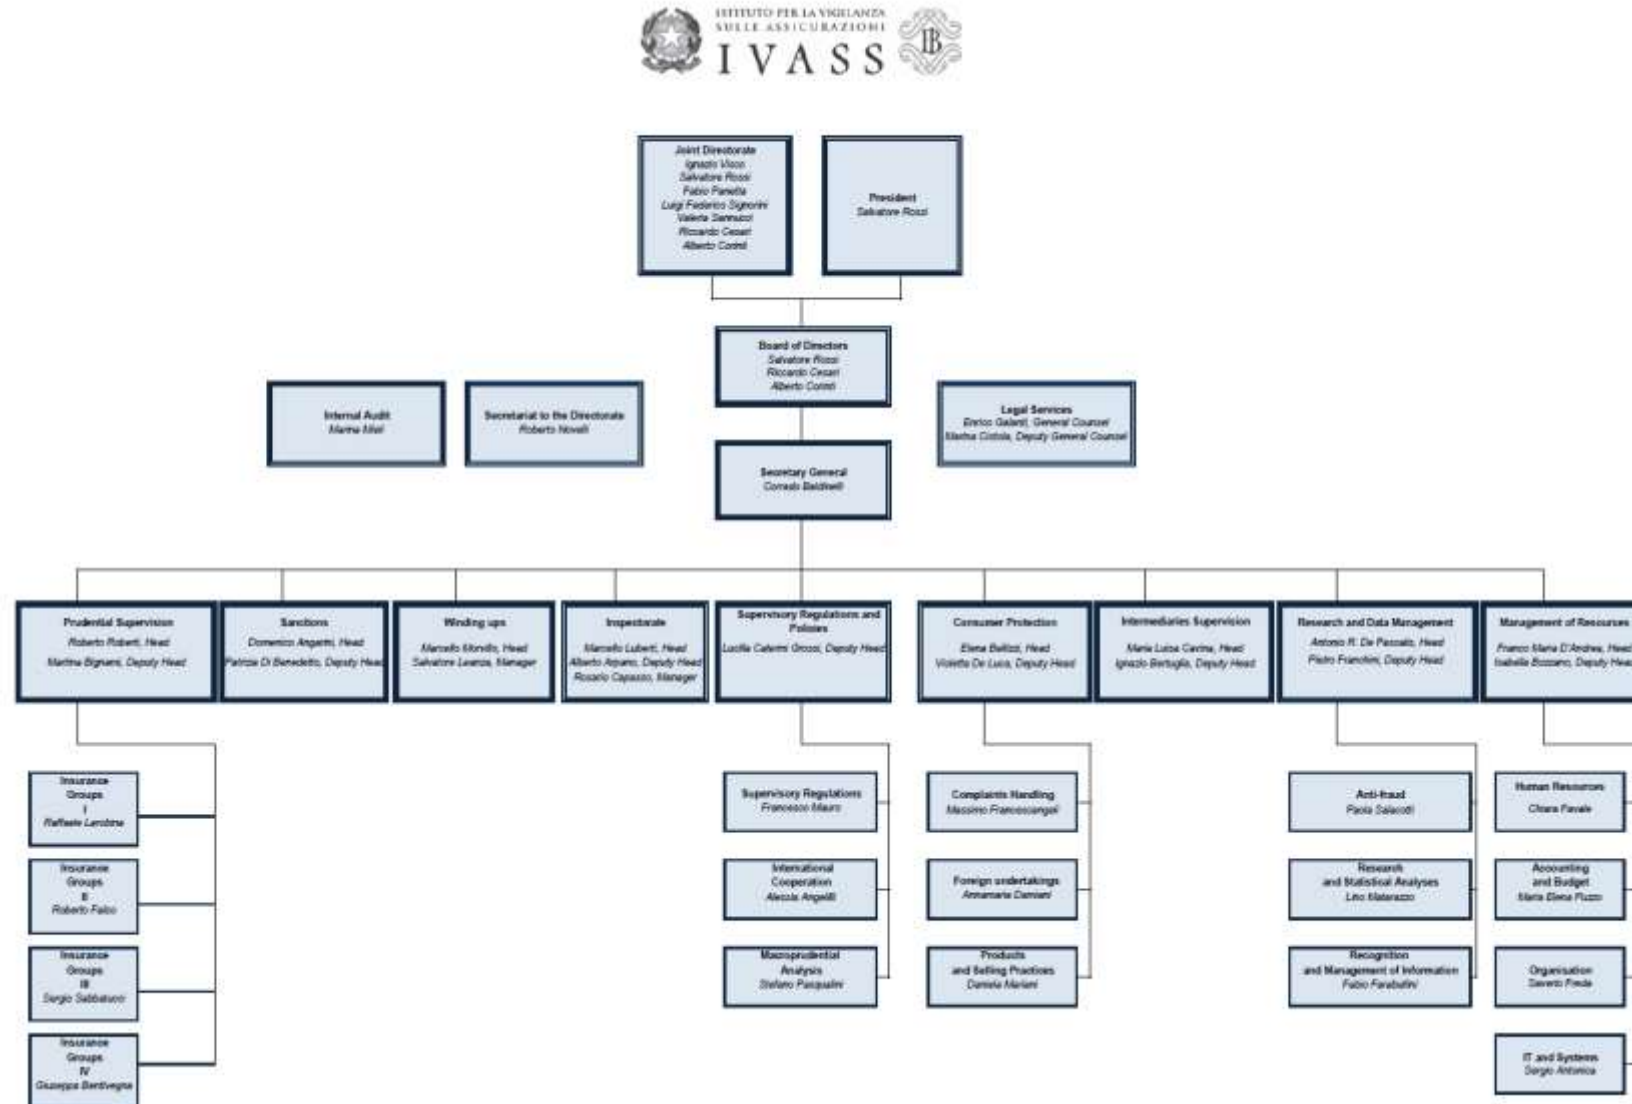 ISTITUTO PER LA VIGILANZA
SULLE ASSICURAZIONI
IVASS
Joint Directorate
Ignazio Visco
Salvatore Rossi
Fabio Panetta
Luigi Federico Signorini
Valeria Sannucci
Riccardo Cesari
Alberto Corinti
President
Salvatore Rossi
Board of Directors
Salvatore Rossi
Riccardo Cesari
Alberto Corinti
Internal Audit
Marina
Secretariat to the Directorate
Roberto Novelli
Legal Services
Enrico Galanti, General Counsel
Marina Deputy General Counsel
Secretary General
Corrado Baldinelli
Prudential Supervision
Roberto Roberti, Head
Martina Bignami, Deputy Head
Sanctions
Domenico Angerini, Head
Patrizia Di Benedetto, Deputy Head
Winding ups
Marcello Morvillo, Head
Salvatore Leanza, Manager
Inspectorate
Marcello Luberti, Head
Alberto Deputy Head
Rosario Capasso, Manager
Supervisory Regulations and
Policies
Lucilla Caterini Grossi, Deputy Head
Consumer Protection
Elena Bellizzi, Head
Violetta De Luca, Deputy Head
Intermediaries Supervision
Maria Luisa Cavina, Head
Ignazio Bertuglia, Deputy Head
Research and Data Management
Antonio R. De Pascalis, Head
Pietro Franchini, Deputy Head
Management of Resources
Franco Maria D'Andrea, Head
Isabella Bozzano, Deputy Head
Insurance
Groups
I
Raffaele
Insurance
Groups
II
Roberto
Insurance
Groups
III
Sergio Sabbatucci
Insurance
Groups
IV
Giuseppe Bentivegna
Supervisory Regulations
Francesco Mauro
International
Cooperation
Alessia Angelilli
Macroprudential
Analysis
Stefano Pasqualini
Complaints Handling
Massimo Francescangeli
Foreign undertakings
Annamaria Damiani
Products
and Selling Practices
Daniela Mariani
Anti-fraud
Paola
Research
and Statistical Analyses
Lino Matarazzo
Recognition
and Management of Information
Fabio Farabullini
Human Resources
Chiara
Accounting
and Budget
Maria Elena
Organisation
Saverio
IT and Systems
Sergio Antonica